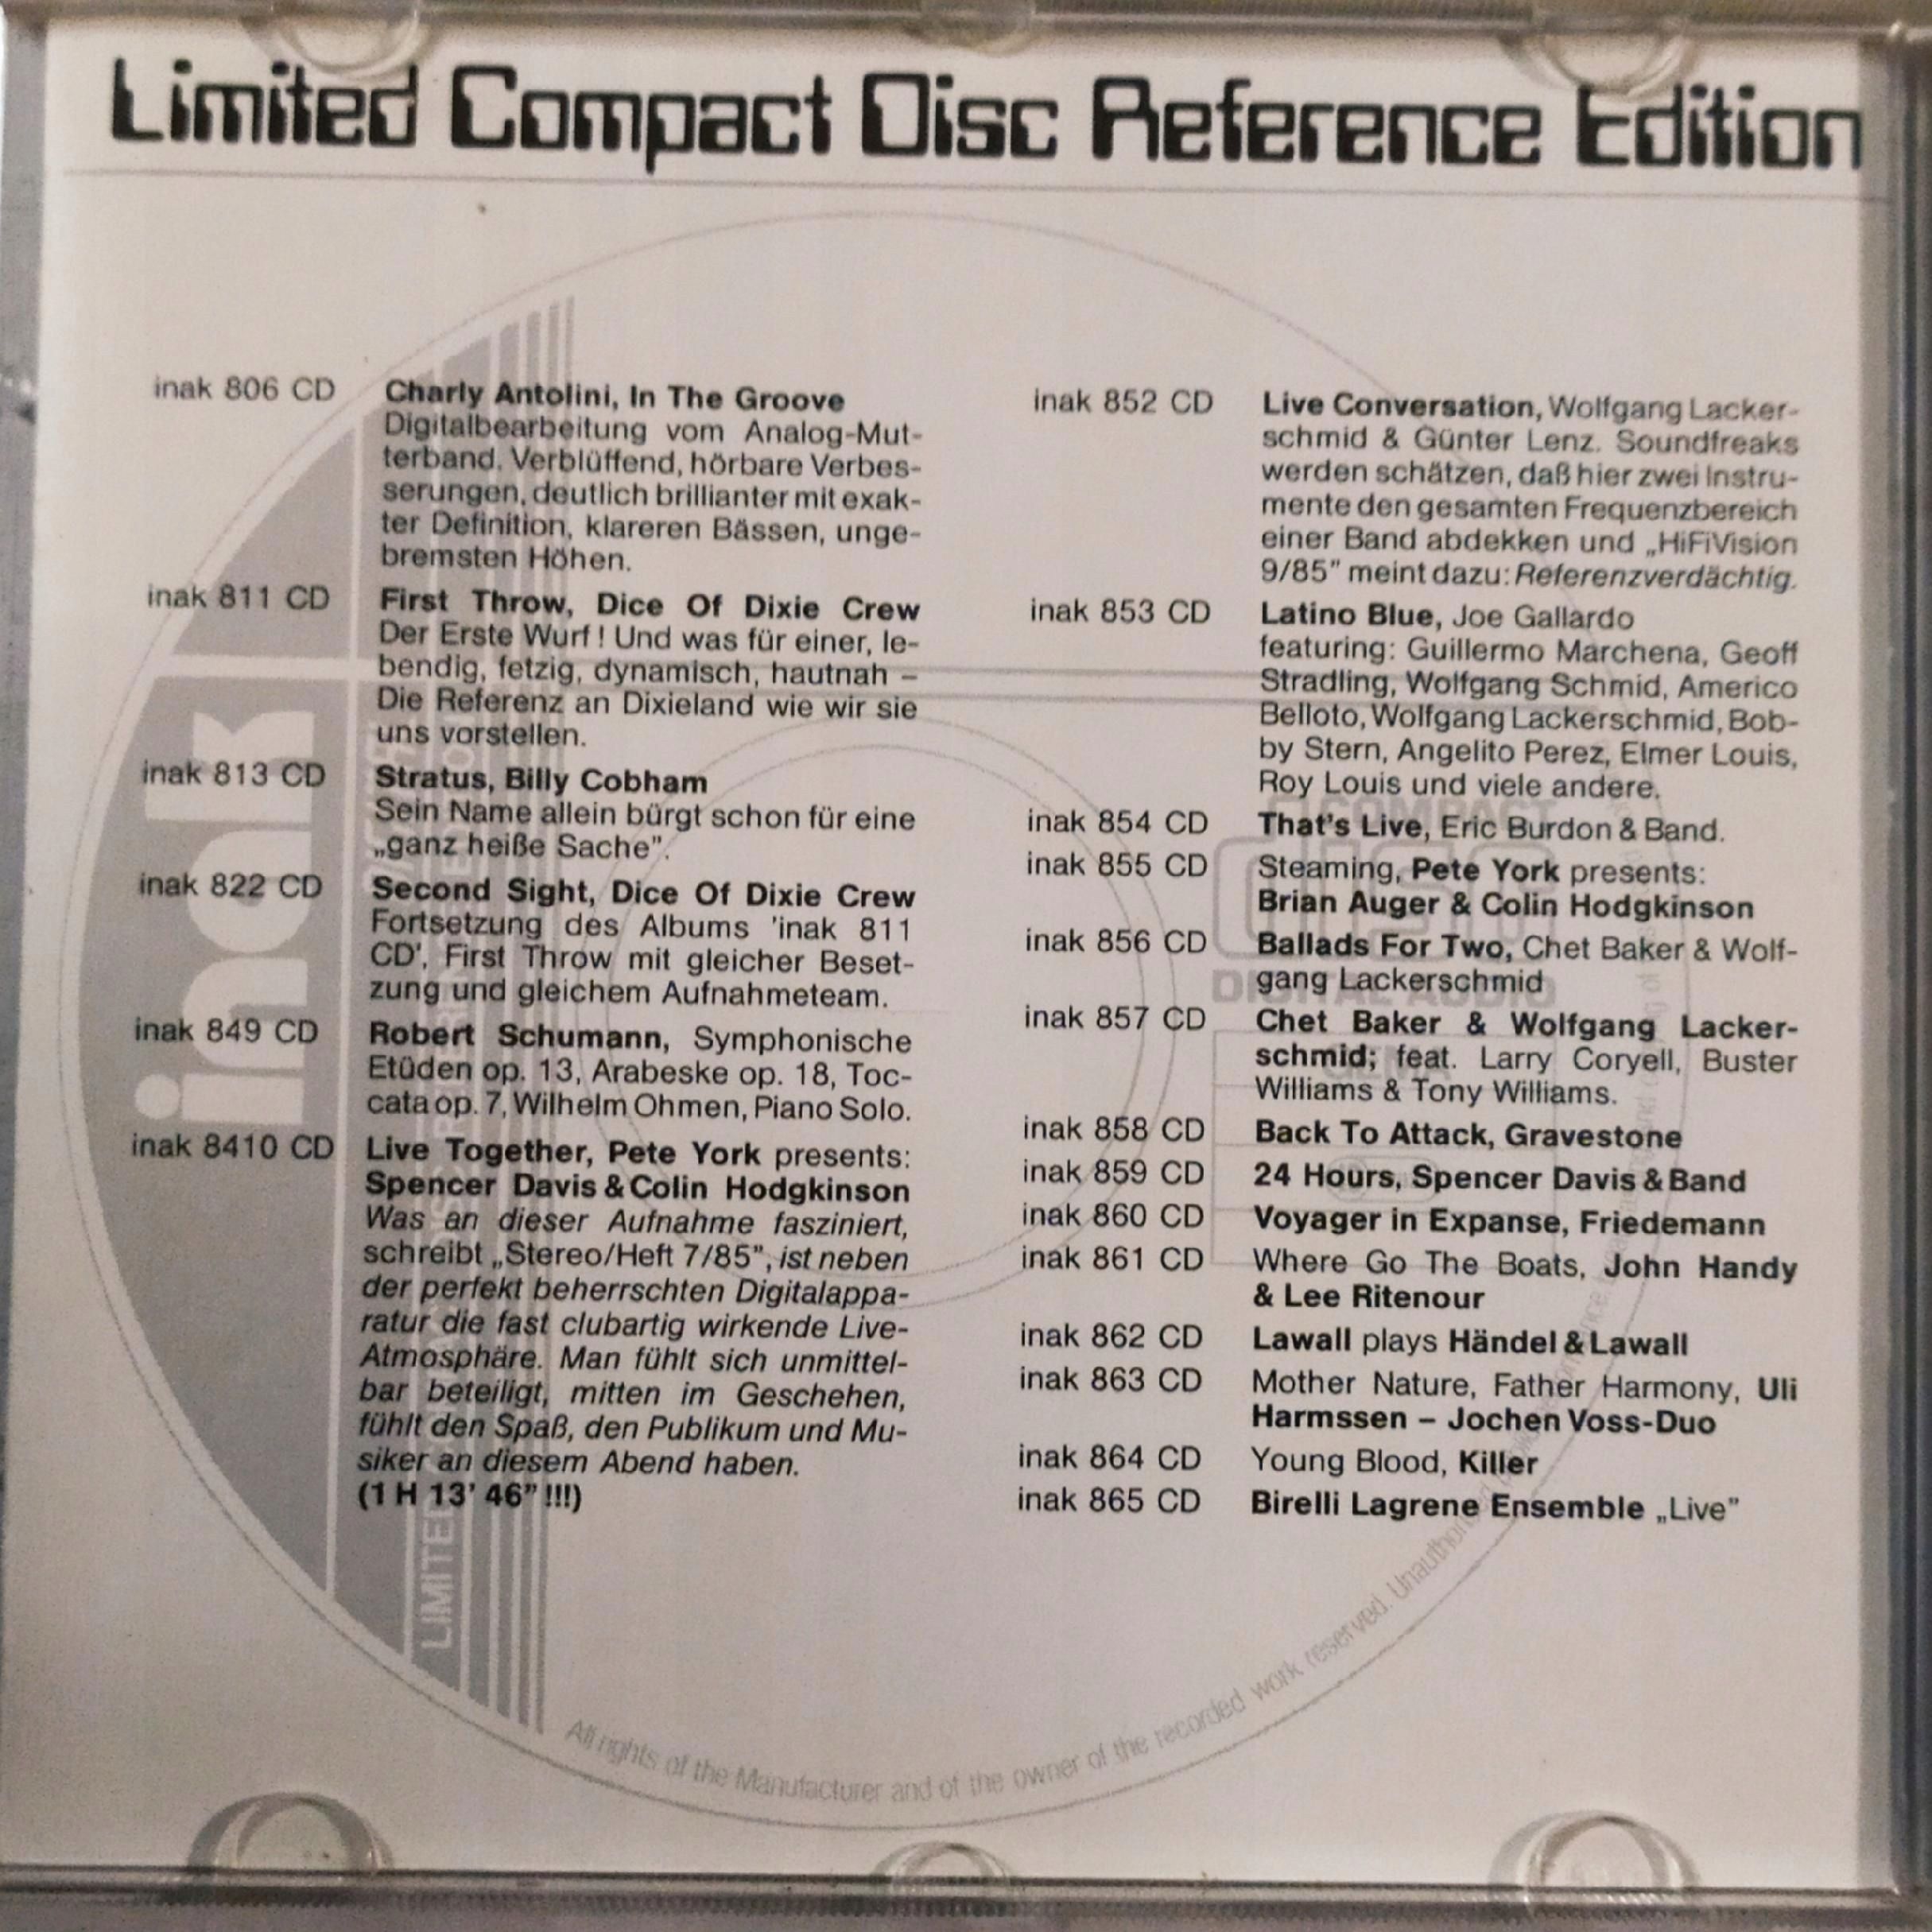 Limited Compact Disc Reference Edition
inak 806 CD Charly Antolini, In The Groove
Digitalbearbeitung vom Analog-Mut-
terband. Verblüffend, hörbare Verbes-
serungen, deutlich brillianter mit exak-
ter Definition, klareren Bässen, unge-
bremsten Höhen.
inak 811 CD First Throw, Dice Of Dixie Crew
Der Erste Wurf! Und was für einer, le-
bendig, fetzig, dynamisch, hautnah –
Die Referenz an Dixieland wie wir sie
uns vorstellen.
inak 813 CD Stratus, Billy Cobham
Sein Name allein bürgt schon für eine
„ganz heiße Sache”.
inak 822 CD Second Sight, Dice Of Dixie Crew
Fortsetzung des Albums 'inak 811
CD', First Throw mit gleicher Beset-
zung und gleichem Aufnahmeteam.
inak 849 CD Robert Schumann, Symphonische
Etüden op. 13, Arabeske op. 18, Toc-
cata op. 7, Wilhelm Ohmen, Piano Solo.
inak 8410 CD Live Together, Pete York presents:
Spencer Davis & Colin Hodgkinson
Was an dieser Aufnahme fasziniert,
schreibt „Stereo/Heft 7/85”, ist neben
der perfekt beherrschten Digitalappa-
ratur die fast clubartig wirkende Live-
Atmosphäre. Man fühlt sich unmittel-
bar beteiligt, mitten im Geschehen,
fühlt den Spaß, den Publikum und Mu-
siker an diesem Abend haben.
(1 H 13' 46” !!!)
inak 852 CD Live Conversation, Wolfgang Lacker-
schmid & Günter Lenz. Soundfreaks
werden schätzen, daß hier zwei Instru-
mente den gesamten Frequenzbereich
einer Band abdekken und „HiFiVision
9/85” meint dazu: Referenzverdächtig.
inak 853 CD Latino Blue, Joe Gallardo
featuring: Guillermo Marchena, Geoff
Stradling, Wolfgang Schmid, Americo
Belloto, Wolfgang Lackerschmid, Bob-
by Stern, Angelito Perez, Elmer Louis,
Roy Louis und viele andere.
inak 854 CD That's Live, Eric Burdon & Band.
inak 855 CD Steaming, Pete York presents:
Brian Auger & Colin Hodgkinson
inak 856 CD Ballads For Two, Chet Baker & Wolf-
gang Lackerschmid
inak 857 CD Chet Baker & Wolfgang Lacker-
schmid; feat. Larry Coryell, Buster
Williams & Tony Williams.
inak 858 CD Back To Attack, Gravestone
inak 859 CD 24 Hours, Spencer Davis & Band
inak 860 CD Voyager in Expanse, Friedemann
inak 861 CD Where Go The Boats, John Handy
& Lee Ritenour
inak 862 CD Lawall plays Händel & Lawall
inak 863 CD Mother Nature, Father Harmony, Uli
Harmssen – Jochen Voss-Duo
inak 864 CD Young Blood, Killer
inak 865 CD Birelli Lagrene Ensemble „Live”
inak
LIMITED
COMPACT
DIGITAL AUDIO
All rights of the Manufacturer and of the owner of the recorded work reserved.